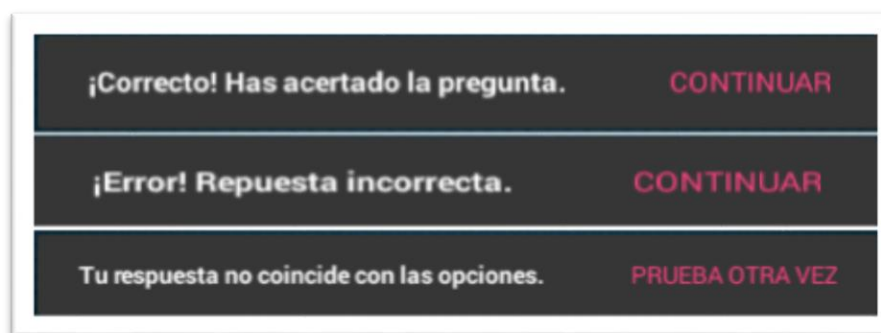 ¡Correcto! Has acertado la pregunta. CONTINUAR
¡Error! Repuesta incorrecta. CONTINUAR
Tu respuesta no coincide con las opciones. PRUEBA OTRA VEZ